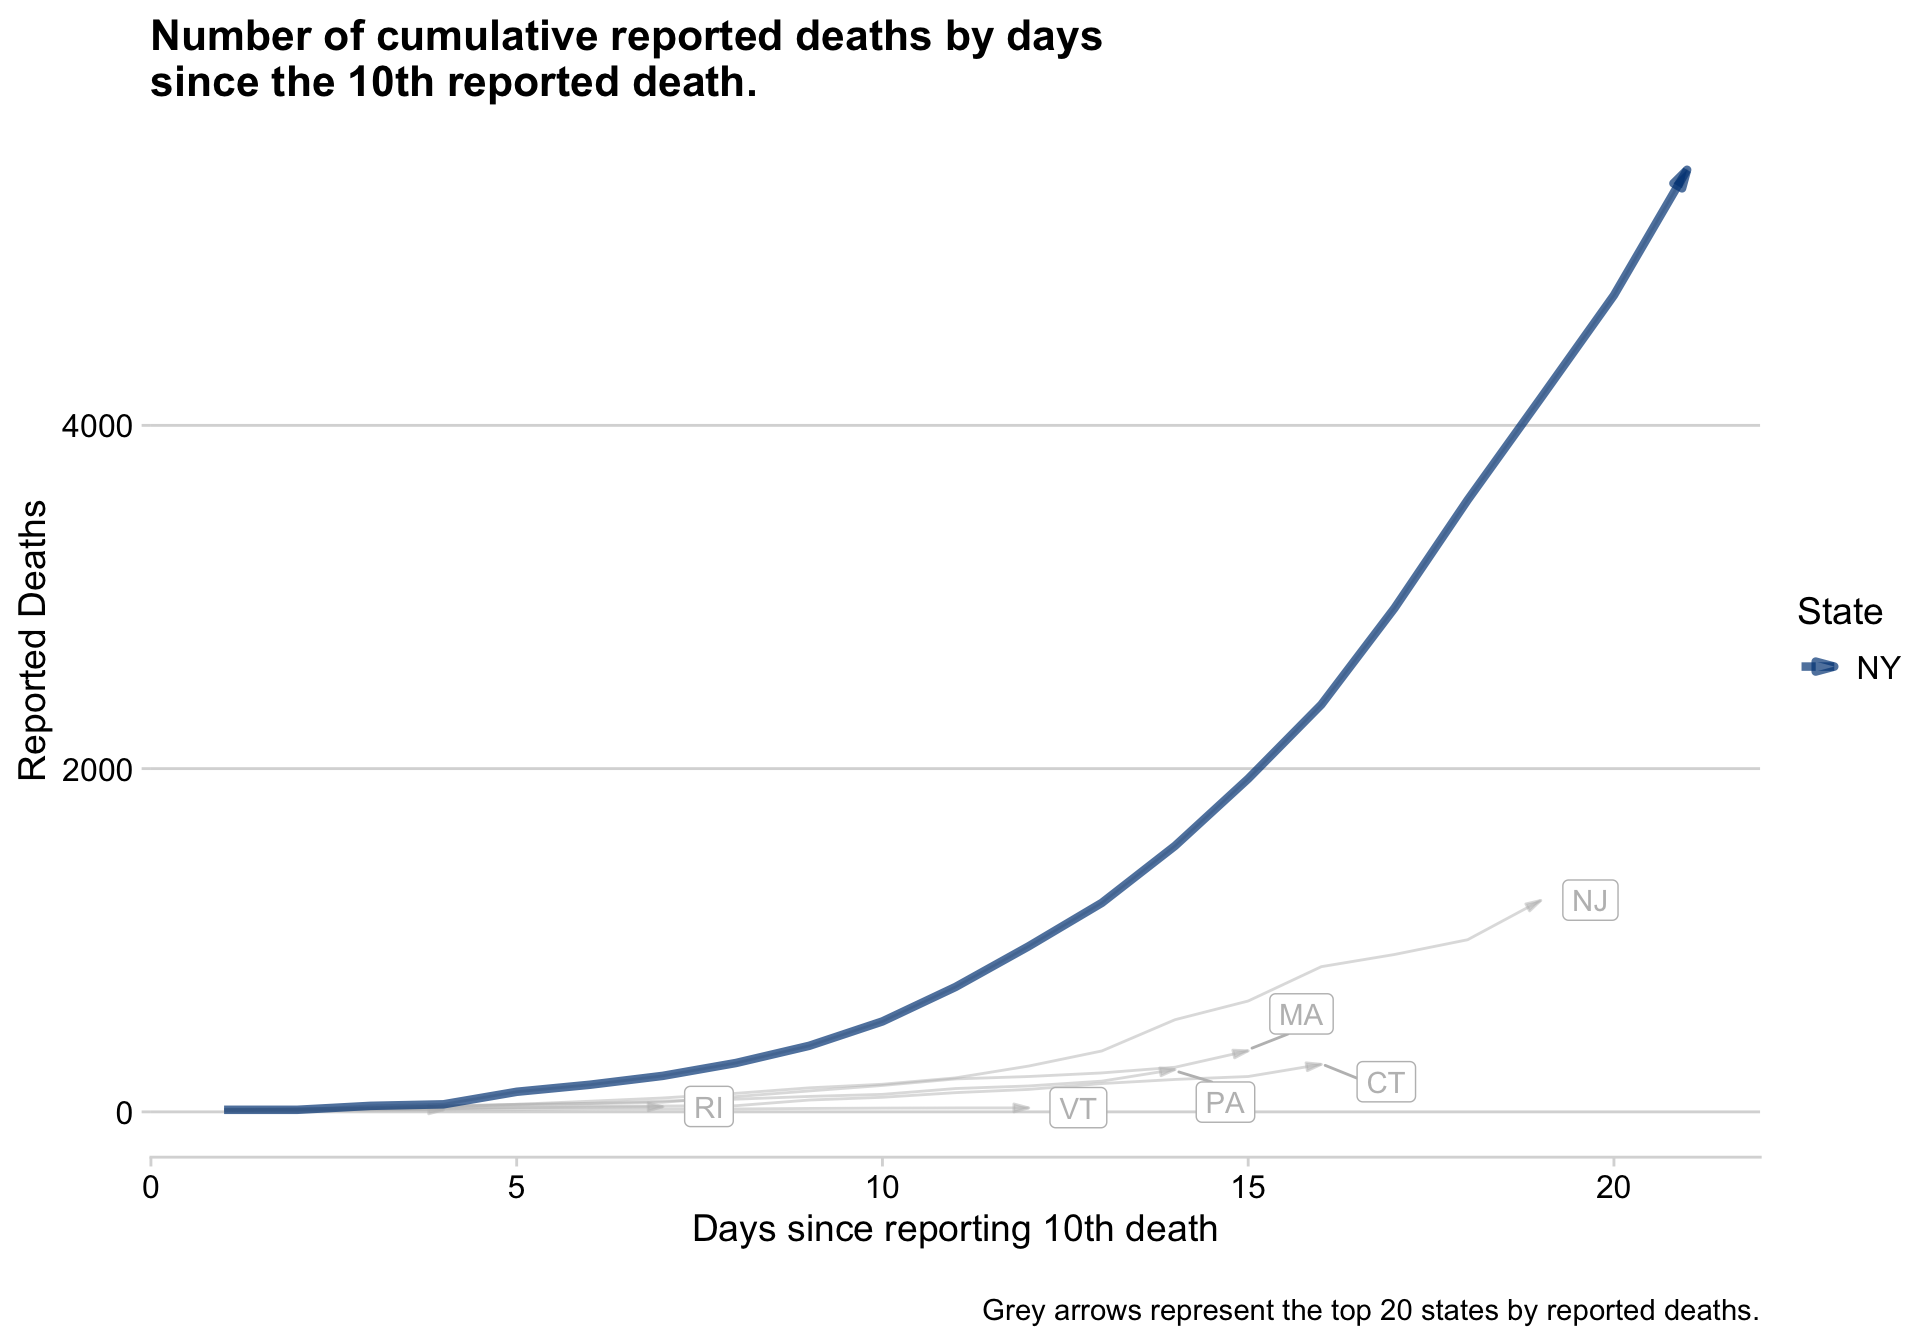 Number of cumulative reported deaths by days
since the 10th reported death.
Reported Deaths
4000
2000
0
NJ
MA
CT
PA
VT
RI
State
NY
0 5 10 15 20
Days since reporting 10th death
Grey arrows represent the top 20 states by reported deaths.